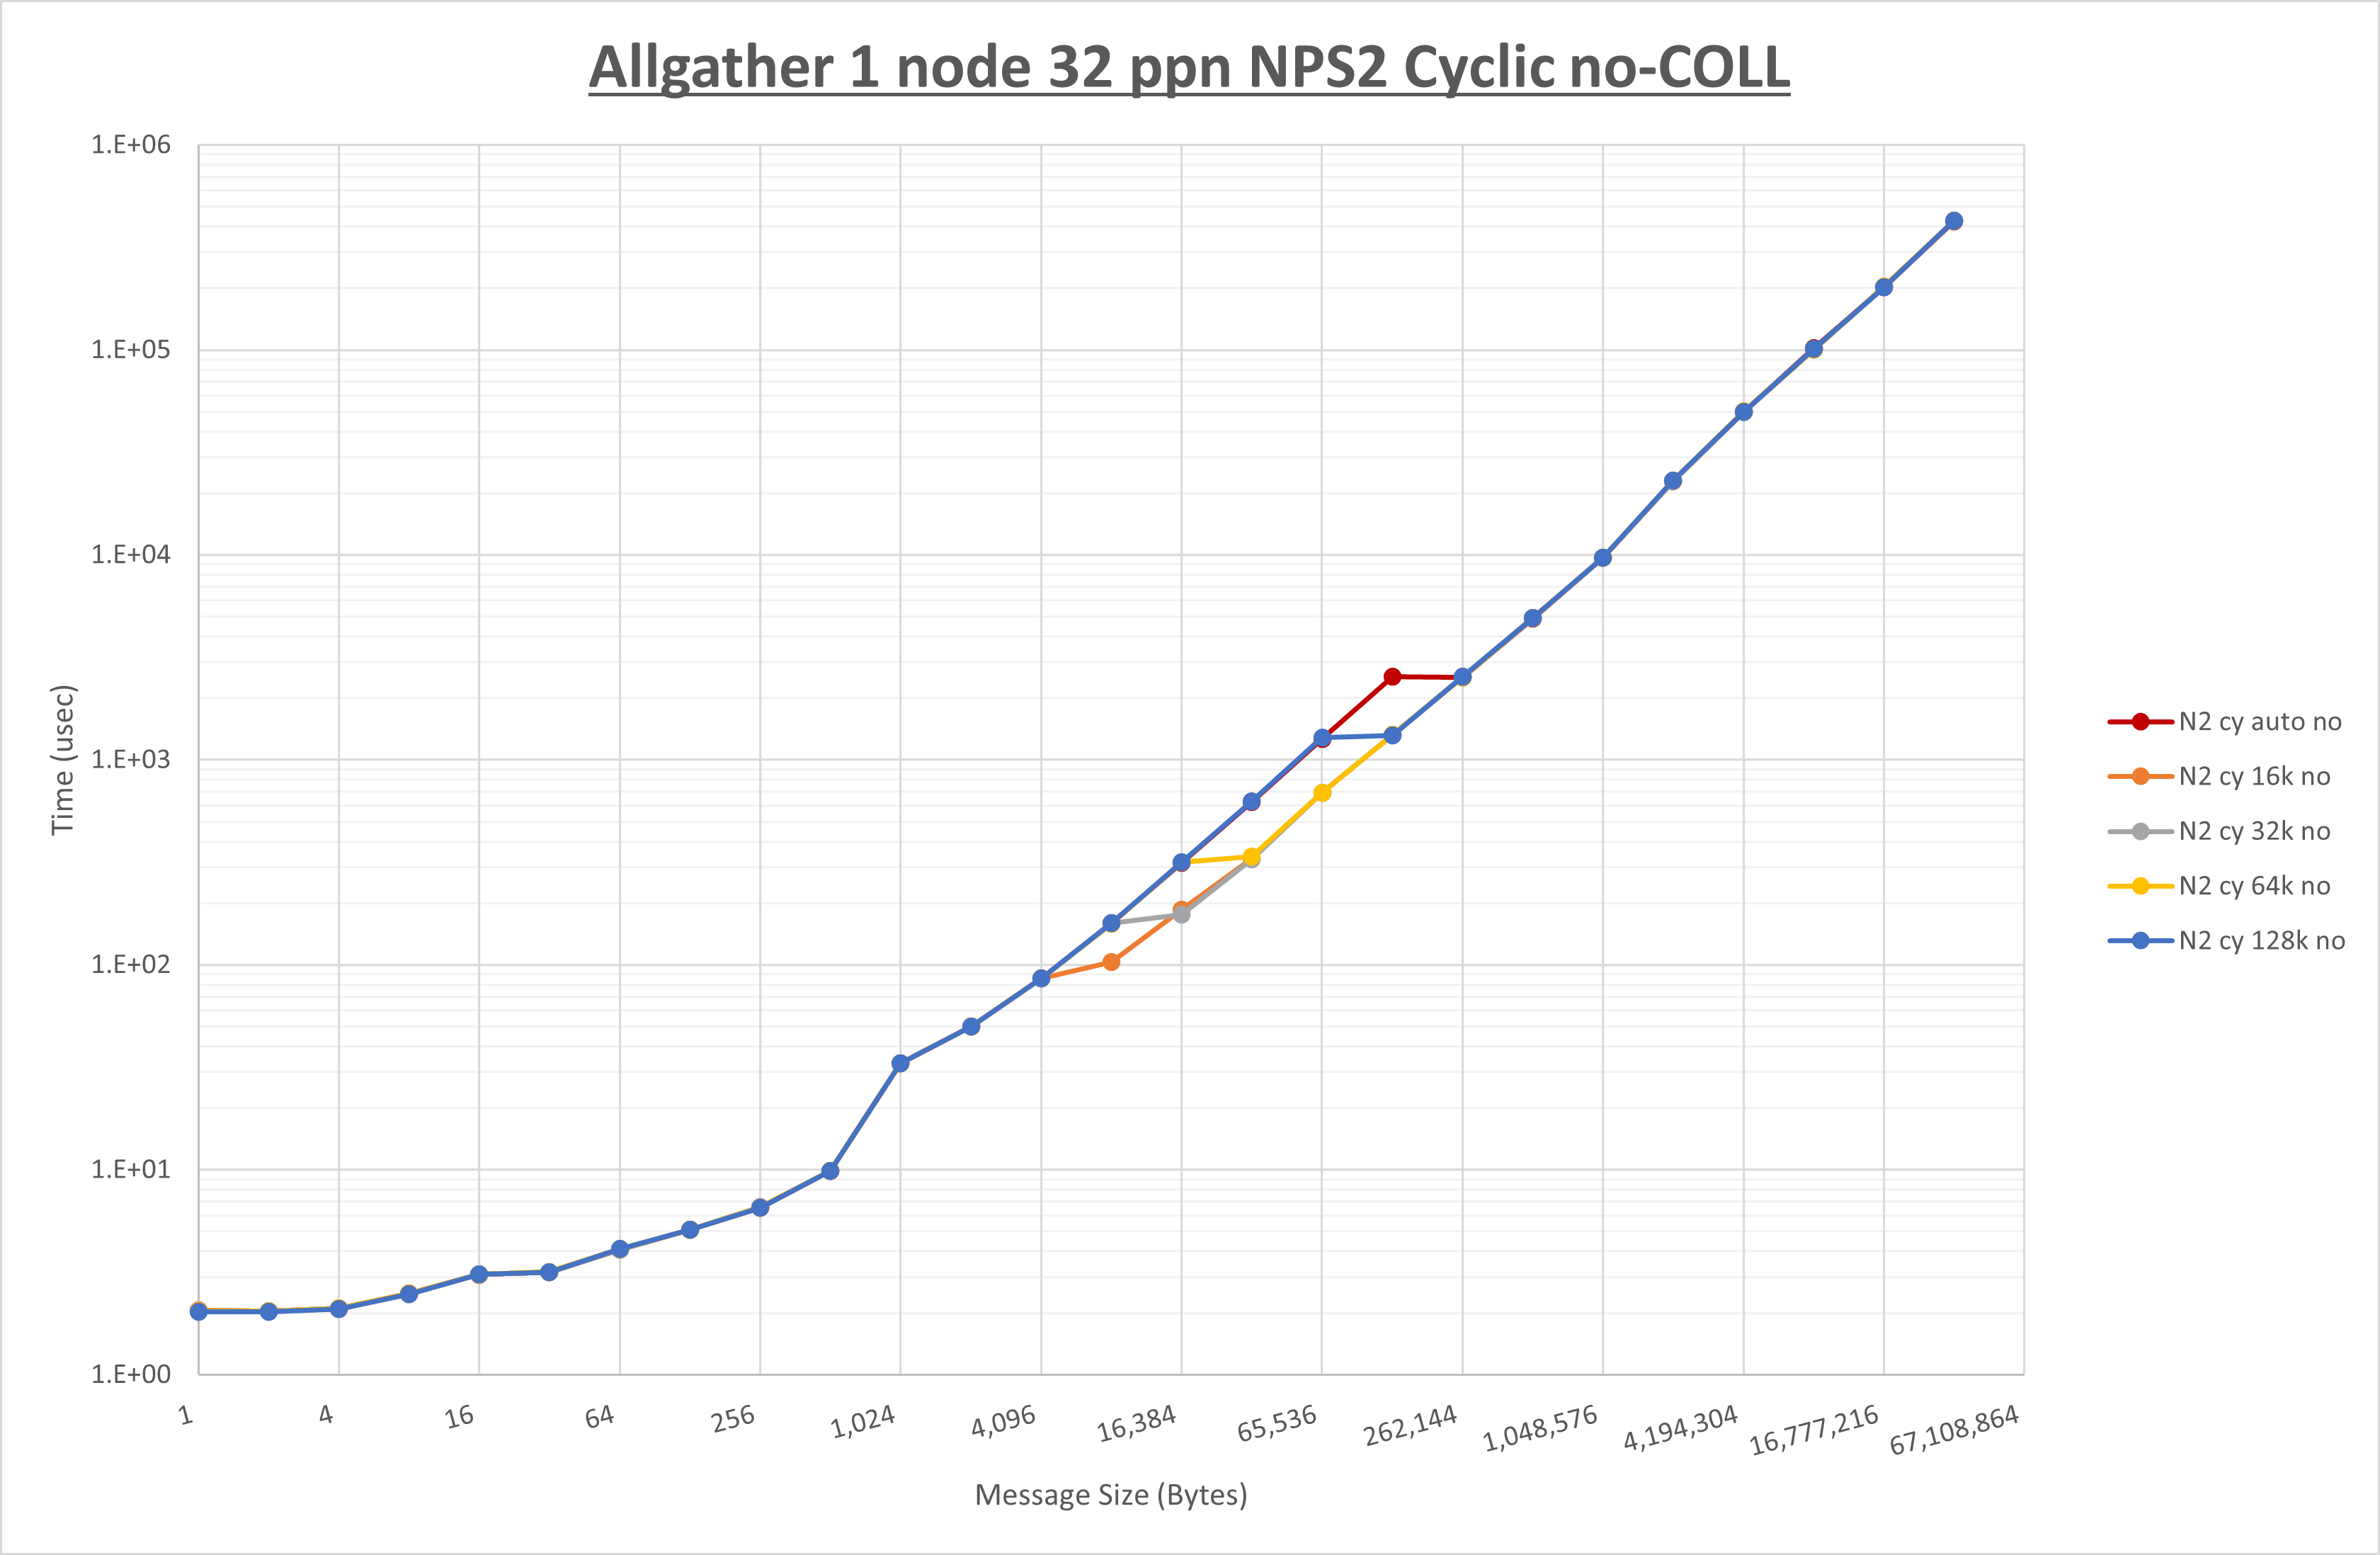 Allgather 1 node 32 ppn NPS2 Cyclic no-COLL
1.E+06
1.E+05
1.E+04
1.E+03
1.E+02
1.E+01
1.E+00
Time (usec)
1
4
16
64
256
1,024
4,096
16,384
65,536
262,144
1,048,576
4,194,304
16,777,216
67,108,864
Message Size (Bytes)
N2 cy auto no
N2 cy 16k no
N2 cy 32k no
N2 cy 64k no
N2 cy 128k no